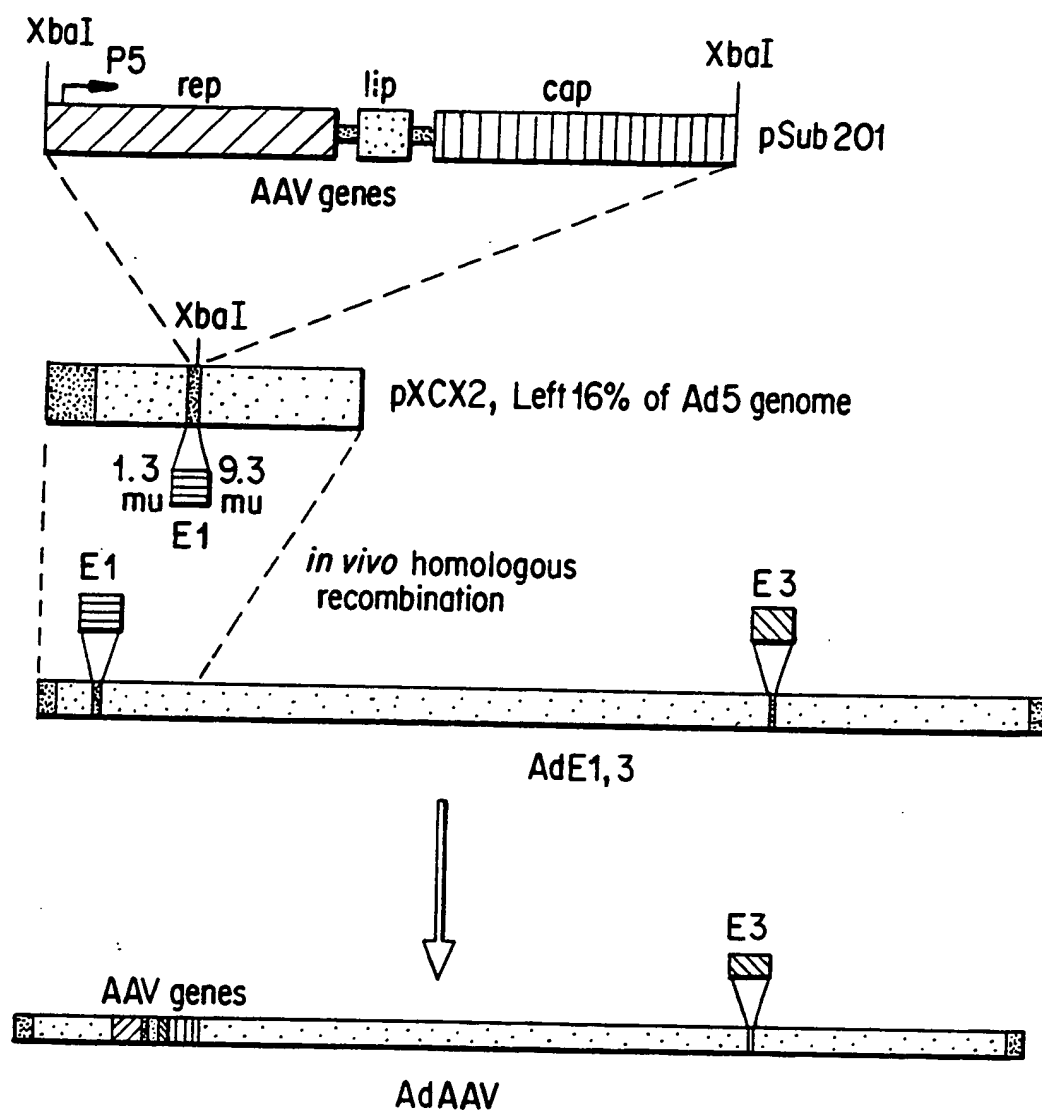 XbaI
P5
rep
lip
cap
XbaI
pSub 201
AAV genes
XbaI
pXCX2, Left 16% of Ad5 genome
1.3 mu
9.3 mu
E1
E1
in vivo homologous
recombination
E3
AdE1,3
E3
AAV genes
AdAAV